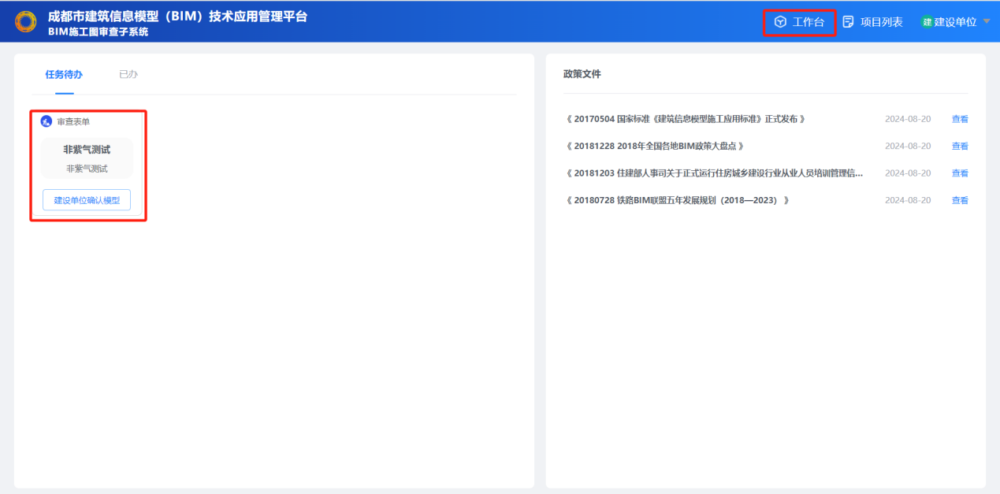 成都市建筑信息模型（BIM）技术应用管理平台
BIM施工图审查子系统
工作台
项目列表
建 建设单位
任务待办
已办
审查表单
非紫气测试
非紫气测试
建设单位确认模型
政策文件
《 20170504 国家标准《建筑信息模型施工应用标准》正式发布 》 2024-08-20 查看
《 20181228 2018年全国各地BIM政策大盘点 》 2024-08-20 查看
《 20181203 住建部人事司关于正式运行住房城乡建设行业从业人员培训管理信... 2024-08-20 查看
《 20180728 铁路BIM联盟五年发展规划（2018—2023） 》 2024-08-20 查看